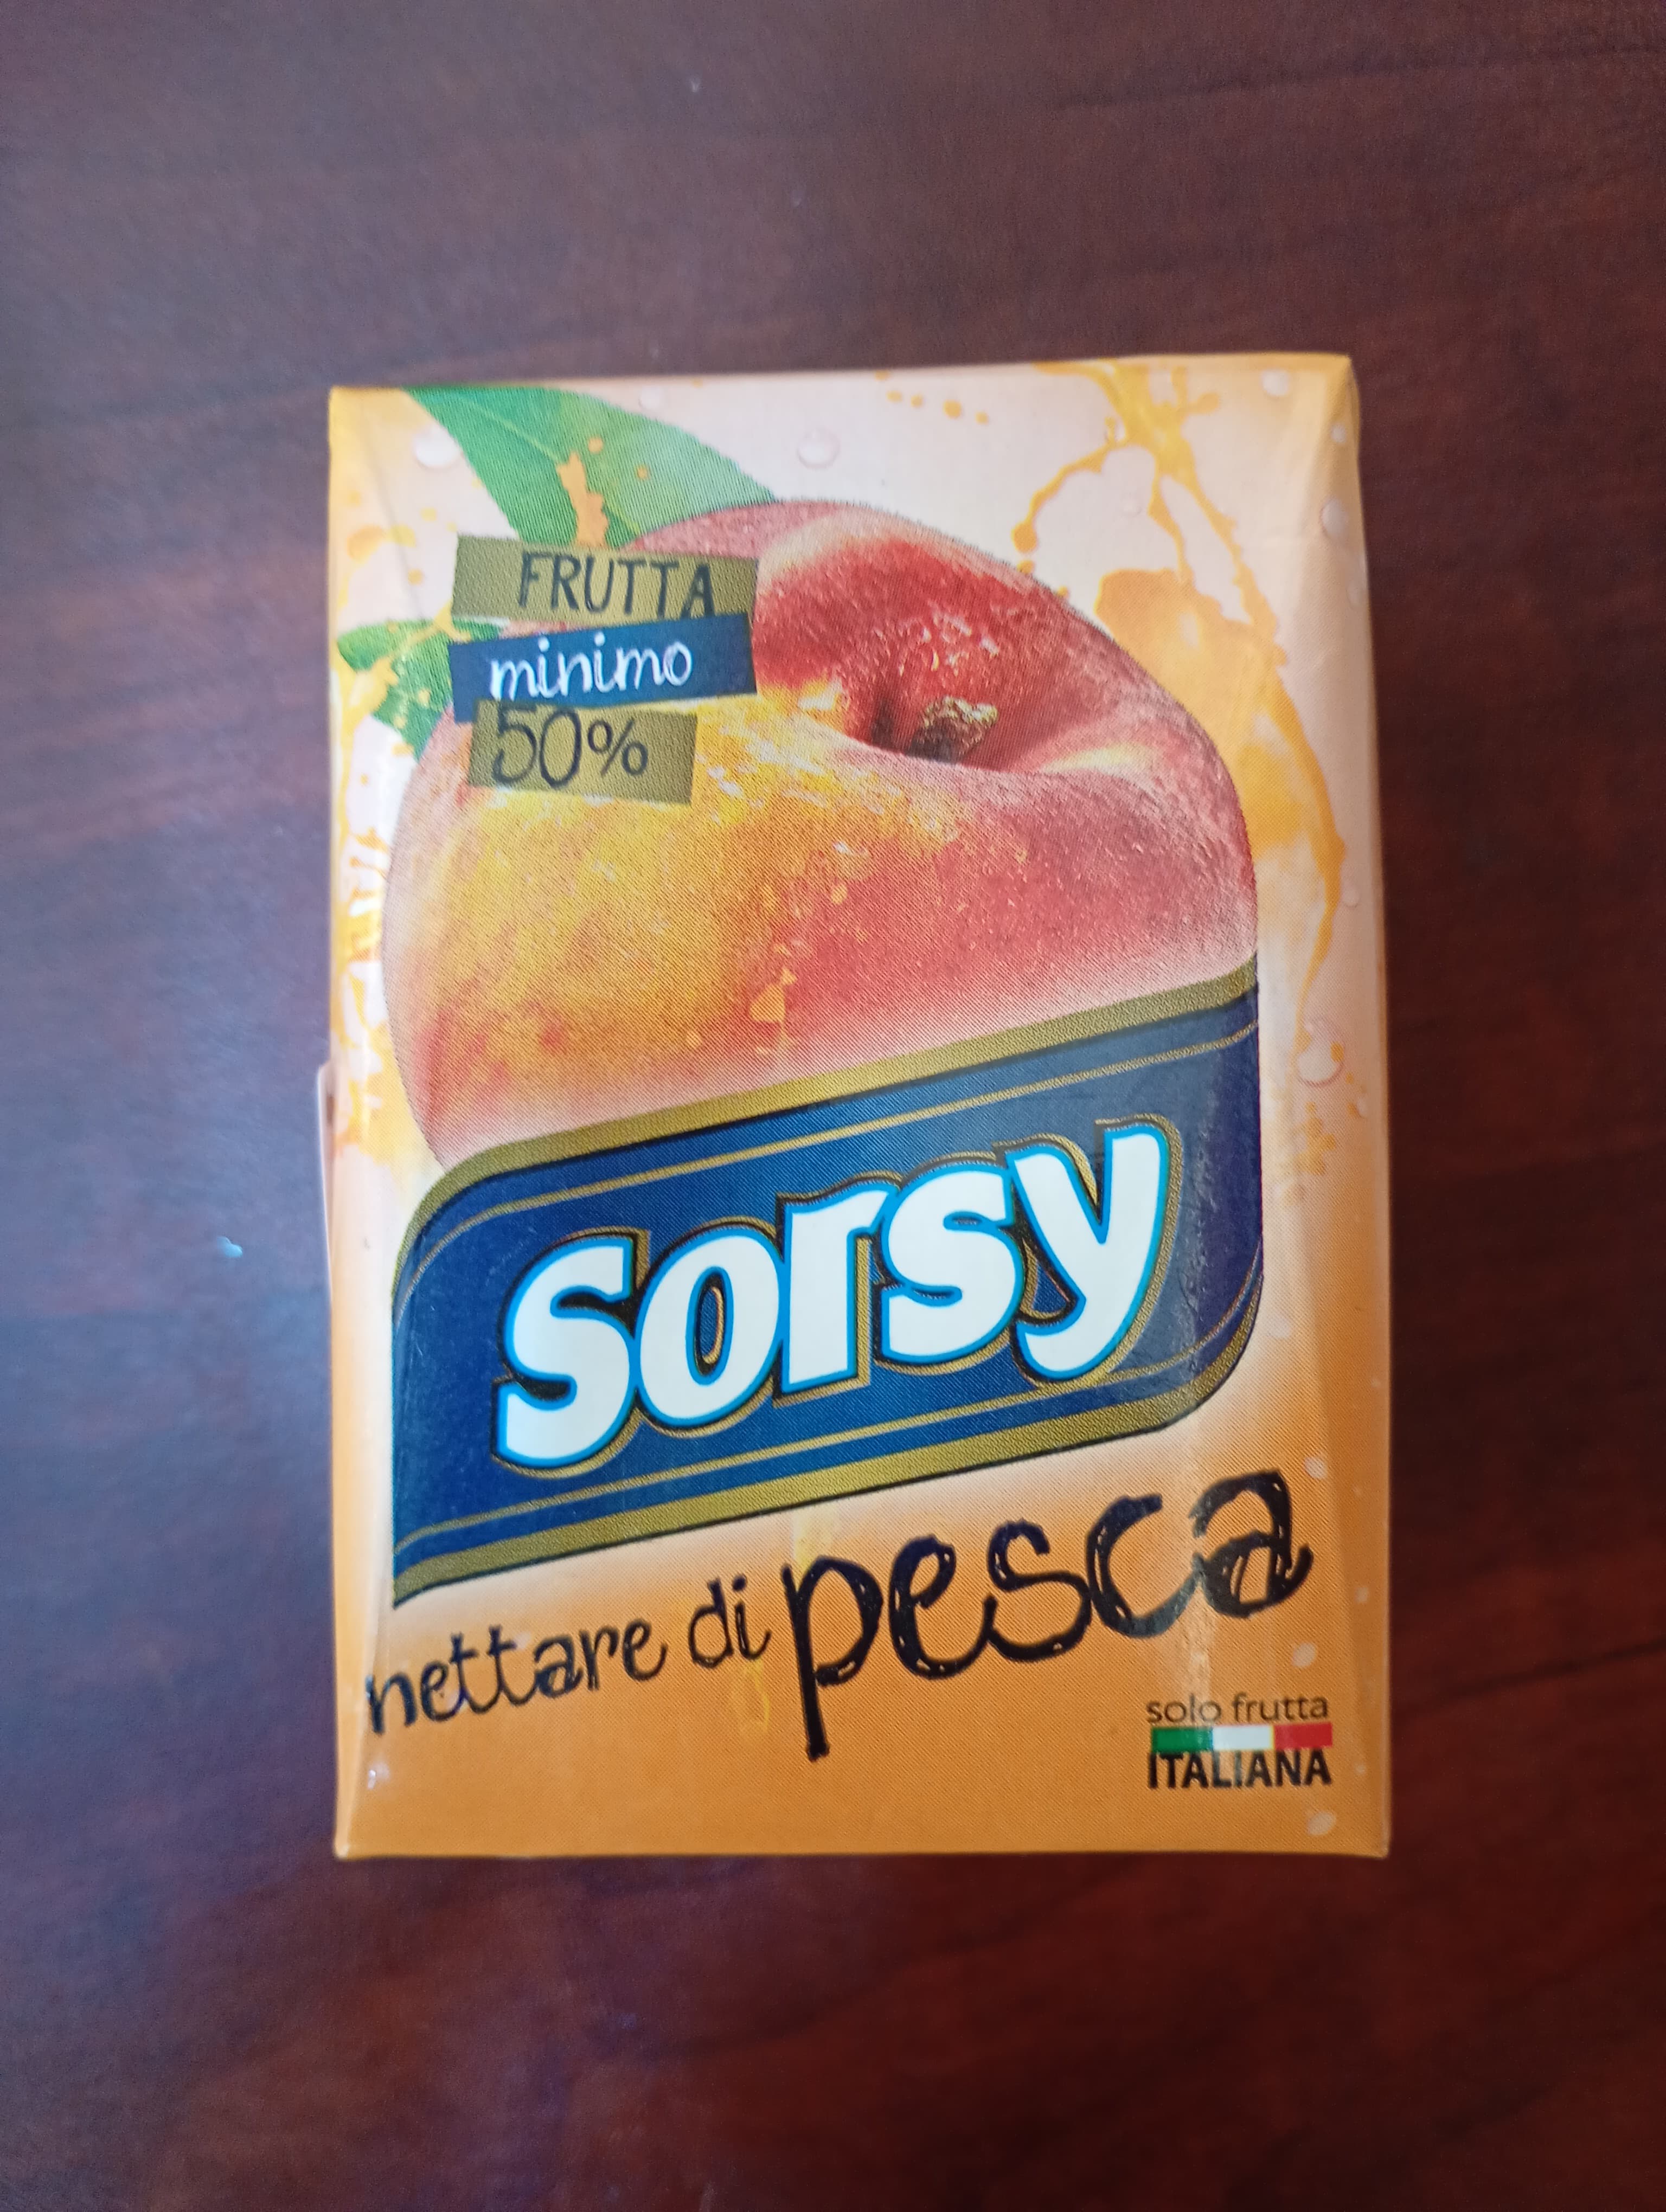 FRUTTA
minimo
50%
sorsy
nettare di pesca
solo frutta
ITALIANA